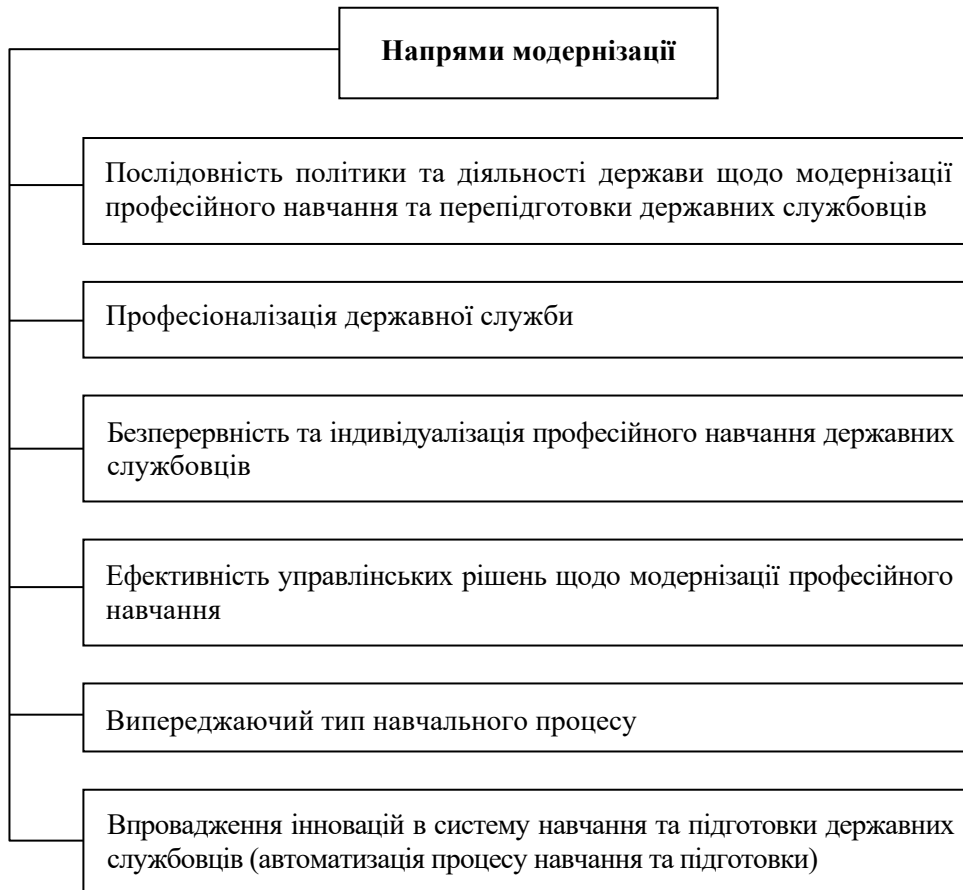 Напрями модернізації
Послідовність політики та діяльності держави щодо модернізації
професійного навчання та перепідготовки державних службовців
Професіоналізація державної служби
Безперервність та індивідуалізація професійного навчання державних
службовців
Ефективність управлінських рішень щодо модернізації професійного
навчання
Випереджаючий тип навчального процесу
Впровадження інновацій в систему навчання та підготовки державних
службовців (автоматизація процесу навчання та підготовки)